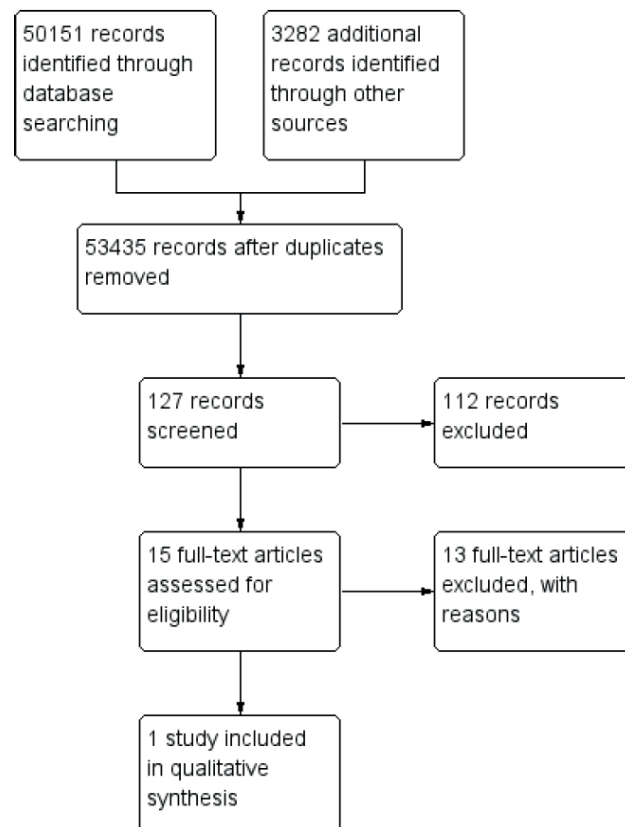 50151 records
identified through
database
searching
3282 additional
records identified
through other
sources
53435 records after duplicates
removed
127 records
screened
112 records
excluded
15 full-text articles
assessed for
eligibility
13 full-text articles
excluded, with
reasons
1 study included
in qualitative
synthesis